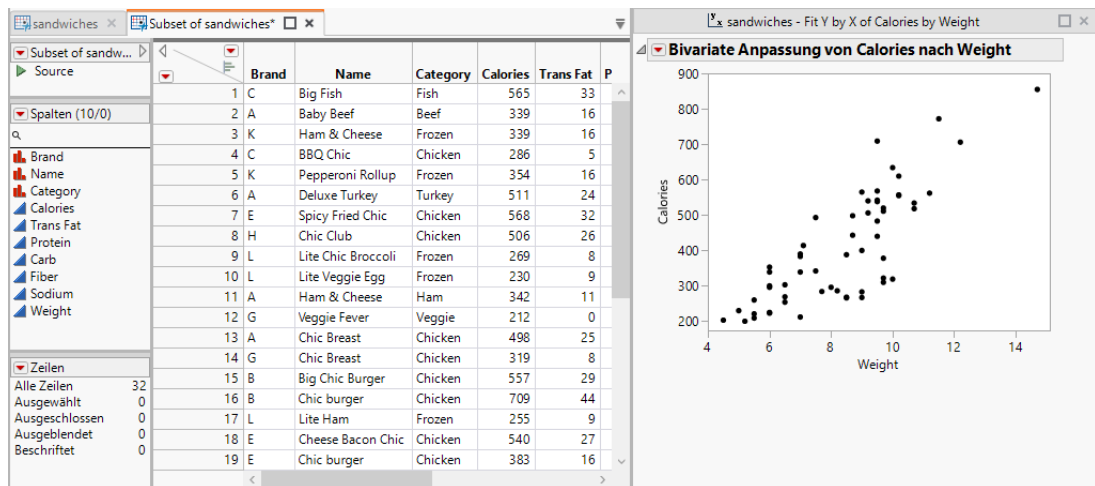 sandwiches
Subset of sandwiches*
Subset of sandw...
Source
Spalten (10/0)
Brand
Name
Category
Calories
Trans Fat
Protein
Carb
Fiber
Sodium
Weight
Zeilen
Alle Zeilen 32
Ausgewählt 0
Ausgeschlossen 0
Ausgeblendet 0
Beschriftet 0
Brand Name Category Calories Trans Fat P
1 C Big Fish Fish 565 33
2 A Baby Beef Beef 339 16
3 K Ham & Cheese Frozen 339 16
4 C BBQ Chic Chicken 286 5
5 K Pepperoni Rollup Frozen 354 16
6 A Deluxe Turkey Turkey 511 24
7 E Spicy Fried Chic Chicken 568 32
8 H Chic Club Chicken 506 26
9 L Lite Chic Broccoli Frozen 269 8
10 L Lite Veggie Egg Frozen 230 9
11 A Ham & Cheese Ham 342 11
12 G Veggie Fever Veggie 212 0
13 A Chic Breast Chicken 498 25
14 G Chic Breast Chicken 319 8
15 B Big Chic Burger Chicken 557 29
16 B Chic burger Chicken 709 44
17 L Lite Ham Frozen 255 9
18 E Cheese Bacon Chic Chicken 540 27
19 E Chic burger Chicken 383 16
sandwiches - Fit Y by X of Calories by Weight
Bivariate Anpassung von Calories nach Weight
900
800
700
600
500
400
300
200
Calories
4 6 8 10 12 14
Weight